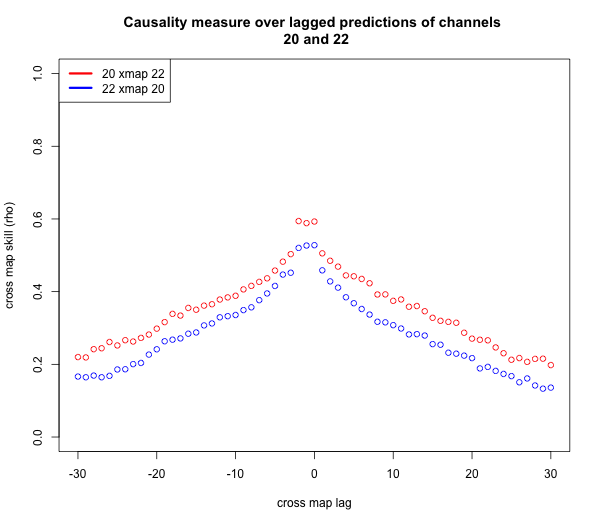 Causality measure over lagged predictions of channels
20 and 22
20 xmap 22
22 xmap 20
cross map skill (rho)
1.0
0.8
0.6
0.4
0.2
0.0
-30 -20 -10 0 10 20 30
cross map lag